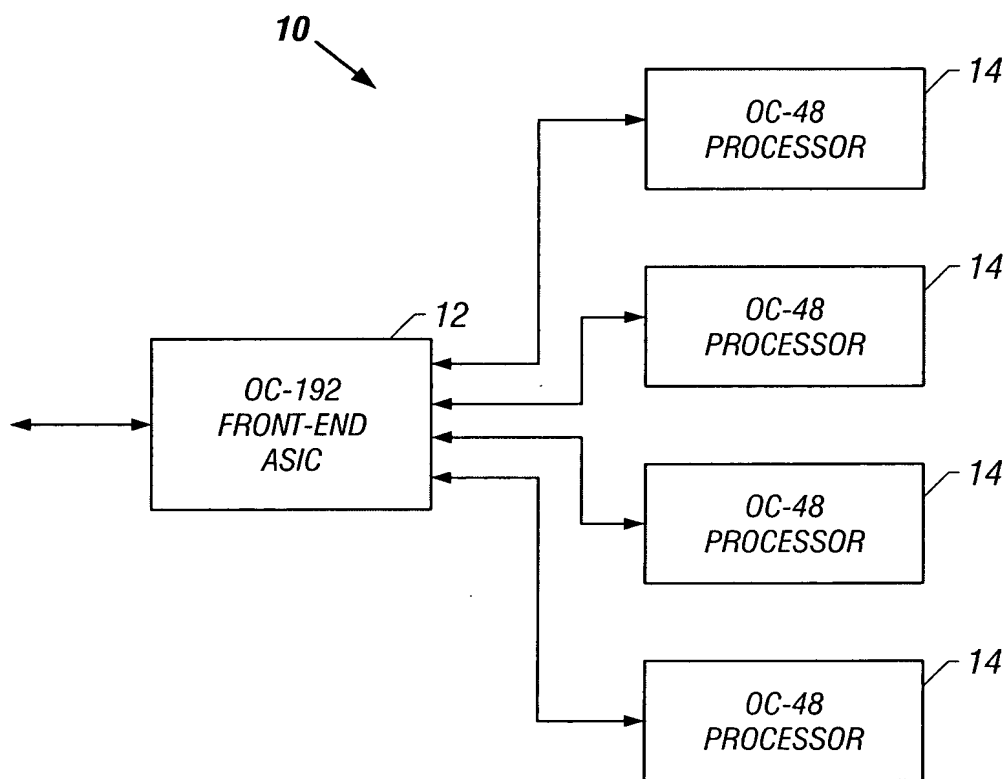 10
14
OC-48
PROCESSOR
14
OC-48
PROCESSOR
12
OC-192
FRONT-END
ASIC
14
OC-48
PROCESSOR
14
OC-48
PROCESSOR